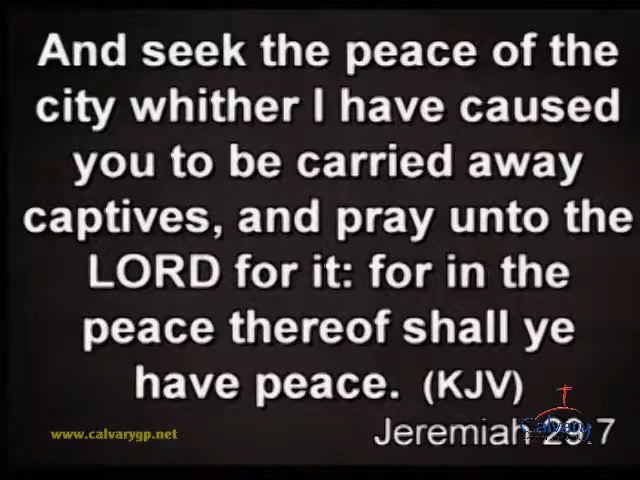 And seek the peace of the
city whither I have caused
you to be carried away
captives, and pray unto the
LORD for it: for in the
peace thereof shall ye
have peace. (KJV)
Jeremiah 29:7
Calvary
www.calvarygp.net